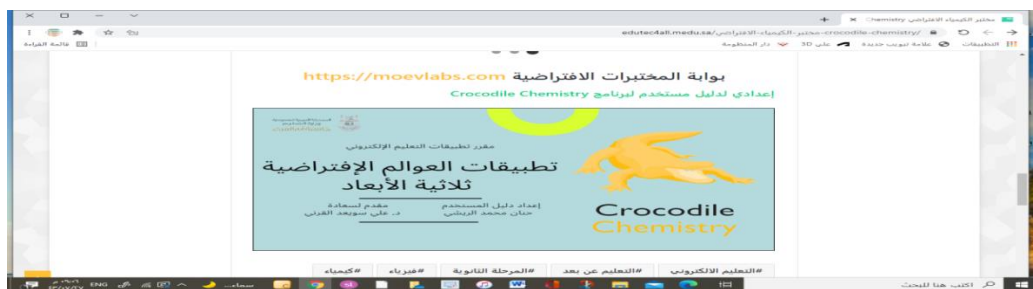 مختبر الكيمياء الافتراضي Chemistry
edutec4all.medu.sa/مختبر-الكيمياء-الافتراضي-crocodile-chemistry/
التطبيقات
علامة تبويب جديدة
علي 3D
دار المنظومة
قائمة القراءة
بوابة المختبرات الافتراضية https://moevlabs.com
إعدادي لدليل مستخدم لبرنامج Crocodile Chemistry
مقرر تطبيقات التعليم الإلكتروني
تطبيقات العوالم الإفتراضية
ثلاثية الأبعاد
إعداد دليل المستخدم
حنان محمد الريشي
مقدم لسعادة
د. علي سويعد القرني
Crocodile
Chemistry
#التعليم الالكتروني
#التعليم عن بعد
#المرحلة الثانوية
#فيزياء
#كيمياء
اكتب هنا للبحث
ENG